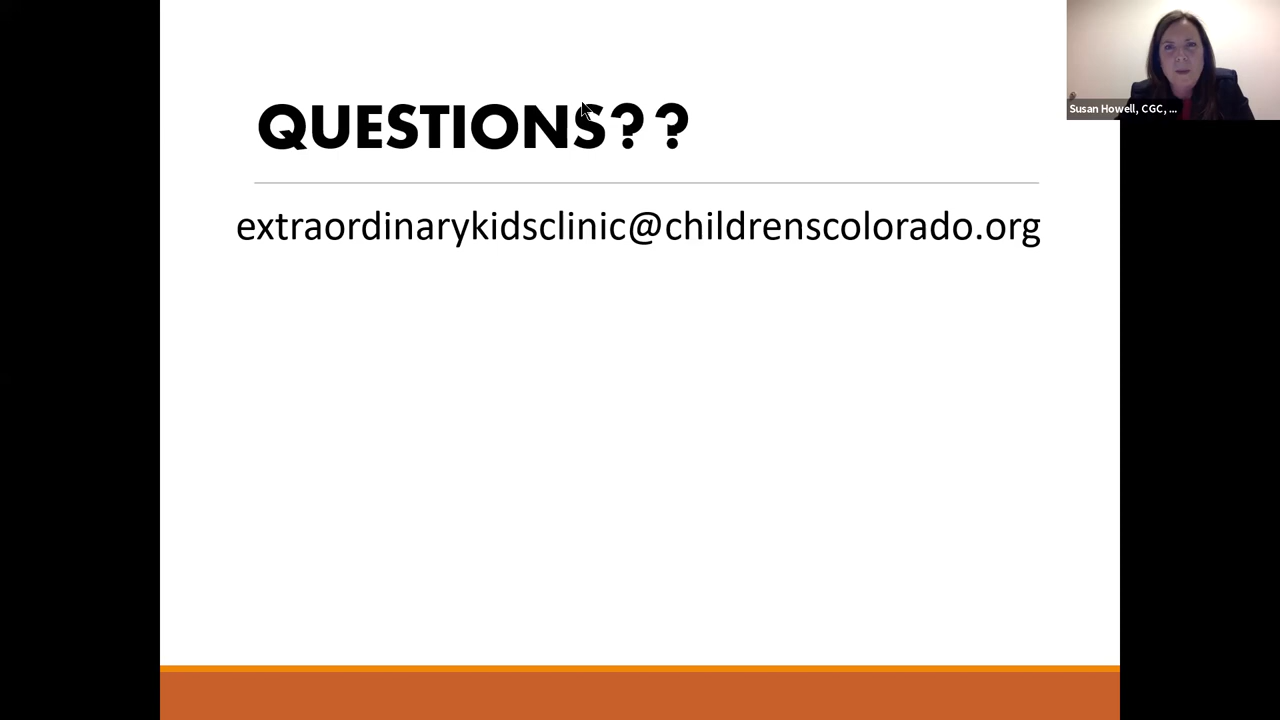 QUESTIONS??
extraordinarykidsclinic@childrenscolorado.org
Susan Howell, CGC, ...